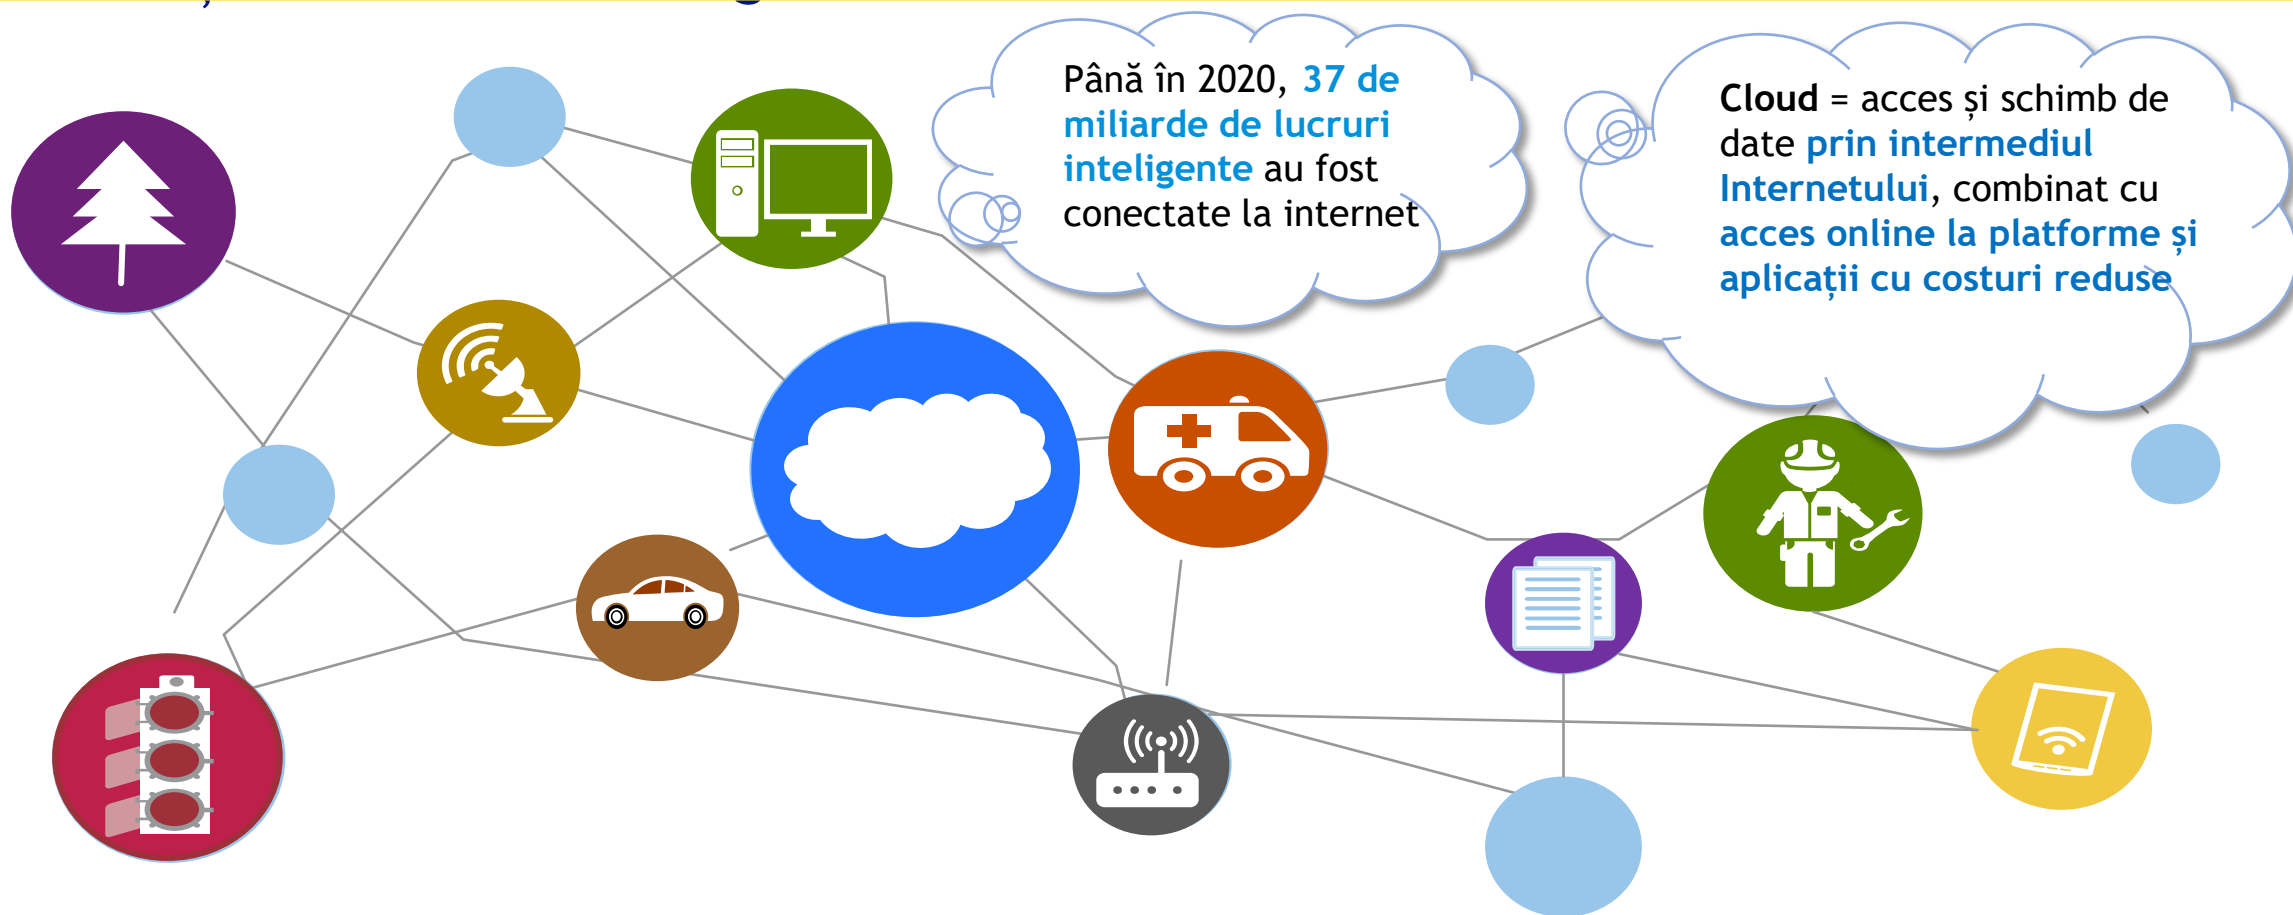 Până în 2020, 37 de
miliarde de lucruri
inteligente au fost
conectate la internet
Cloud = acces și schimb de
date prin intermediul
Internetului, combinat cu
acces online la platforme și
aplicații cu costuri reduse